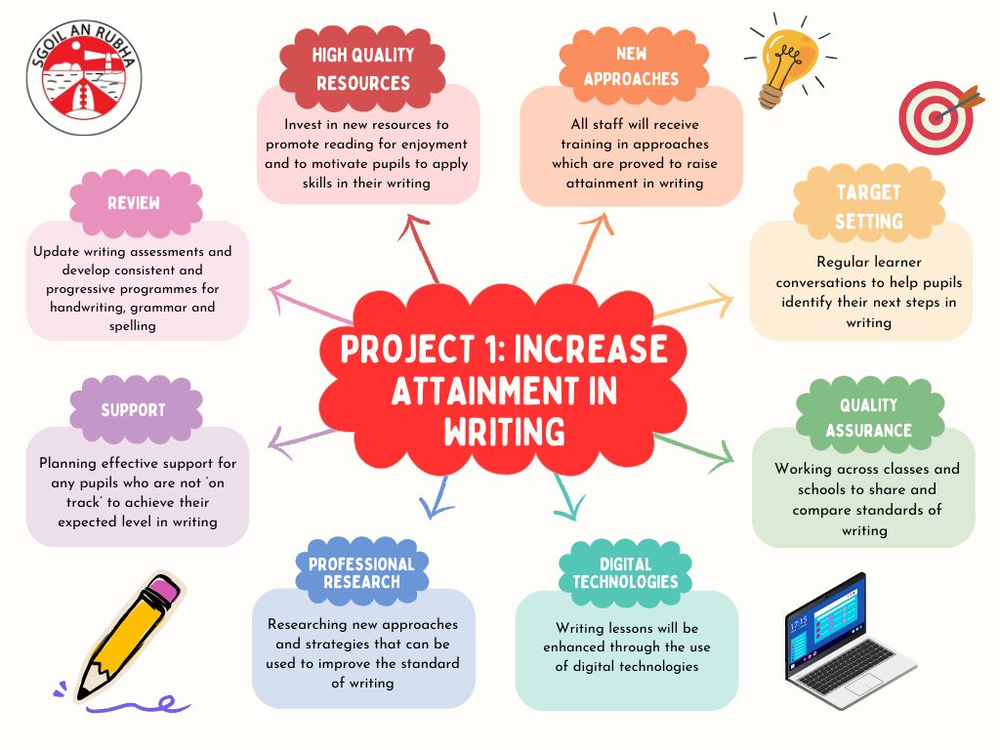 SGOIL AN RUBHA
HIGH QUALITY
RESOURCES
Invest in new resources to
promote reading for enjoyment
and to motivate pupils to apply
skills in their writing
NEW
APPROACHES
All staff will receive
training in approaches
which are proved to raise
attainment in writing
REVIEW
Update writing assessments and
develop consistent and
progressive programmes for
handwriting, grammar and
spelling
TARGET
SETTING
Regular learner
conversations to help pupils
identify their next steps in
writing
PROJECT 1: INCREASE
ATTAINMENT IN
WRITING
SUPPORT
Planning effective support for
any pupils who are not 'on
track' to achieve their
expected level in writing
QUALITY
ASSURANCE
Working across classes and
schools to share and
compare standards of
writing
PROFESSIONAL
RESEARCH
Researching new approaches
and strategies that can be
used to improve the standard
of writing
DIGITAL
TECHNOLOGIES
Writing lessons will be
enhanced through the use
of digital technologies
17:15